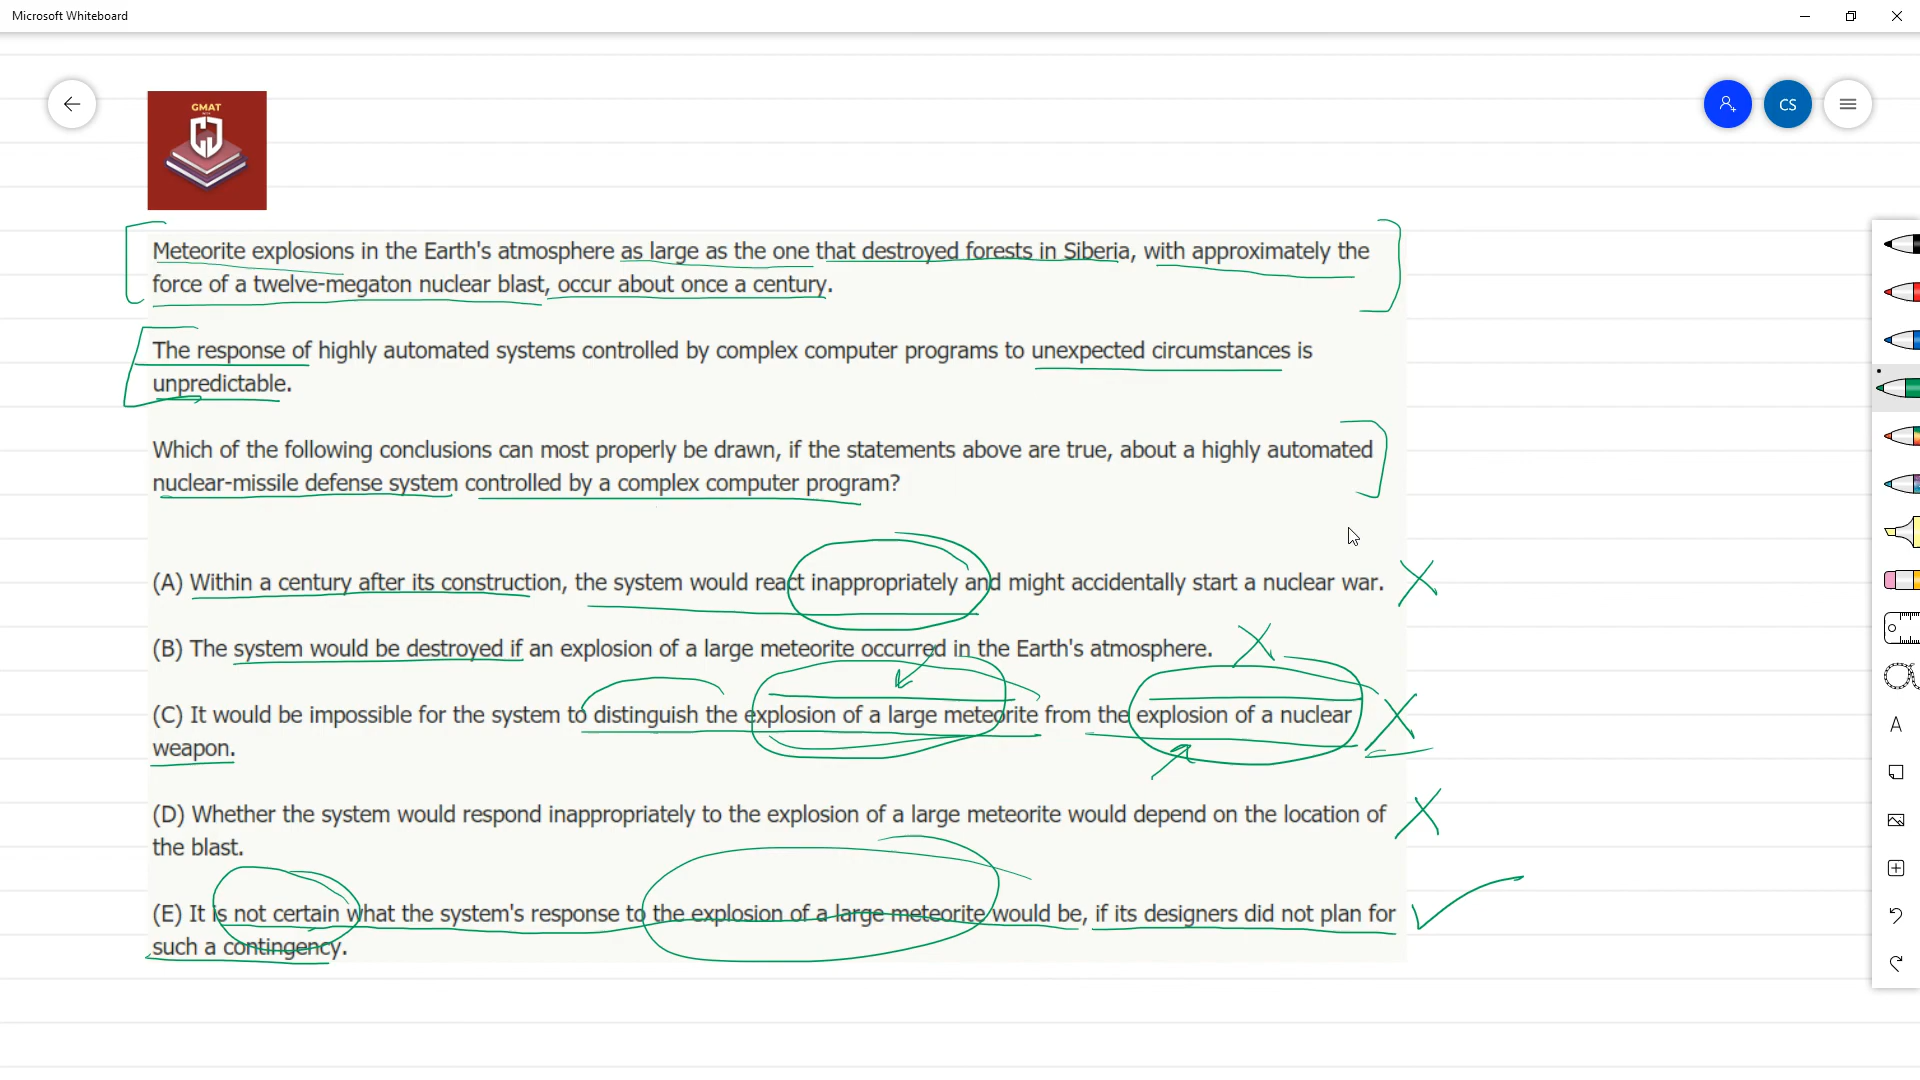 Microsoft Whiteboard
GMAT
CS
Meteorite explosions in the Earth's atmosphere as large as the one that destroyed forests in Siberia, with approximately the
force of a twelve-megaton nuclear blast, occur about once a century.
The response of highly automated systems controlled by complex computer programs to unexpected circumstances is
unpredictable.
Which of the following conclusions can most properly be drawn, if the statements above are true, about a highly automated
nuclear-missile defense system controlled by a complex computer program?
(A) Within a century after its construction, the system would react inappropriately and might accidentally start a nuclear war.
(B) The system would be destroyed if an explosion of a large meteorite occurred in the Earth's atmosphere.
(C) It would be impossible for the system to distinguish the explosion of a large meteorite from the explosion of a nuclear
weapon.
(D) Whether the system would respond inappropriately to the explosion of a large meteorite would depend on the location of
the blast.
(E) It is not certain what the system's response to the explosion of a large meteorite would be, if its designers did not plan for
such a contingency.
A